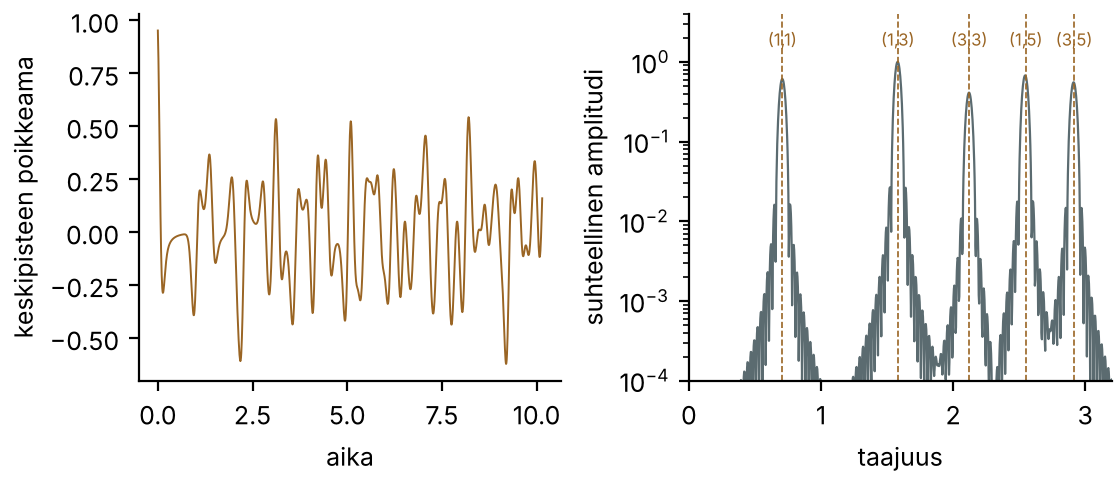 keskipisteen poikkeama
1.00
0.75
0.50
0.25
0.00
−0.25
−0.50
0.0 2.5 5.0 7.5 10.0
aika
suhteellinen amplitudi
10⁰
10⁻¹
10⁻²
10⁻³
10⁻⁴
(1,1) (1,3) (3,3) (1,5) (3,5)
0 1 2 3
taajuus